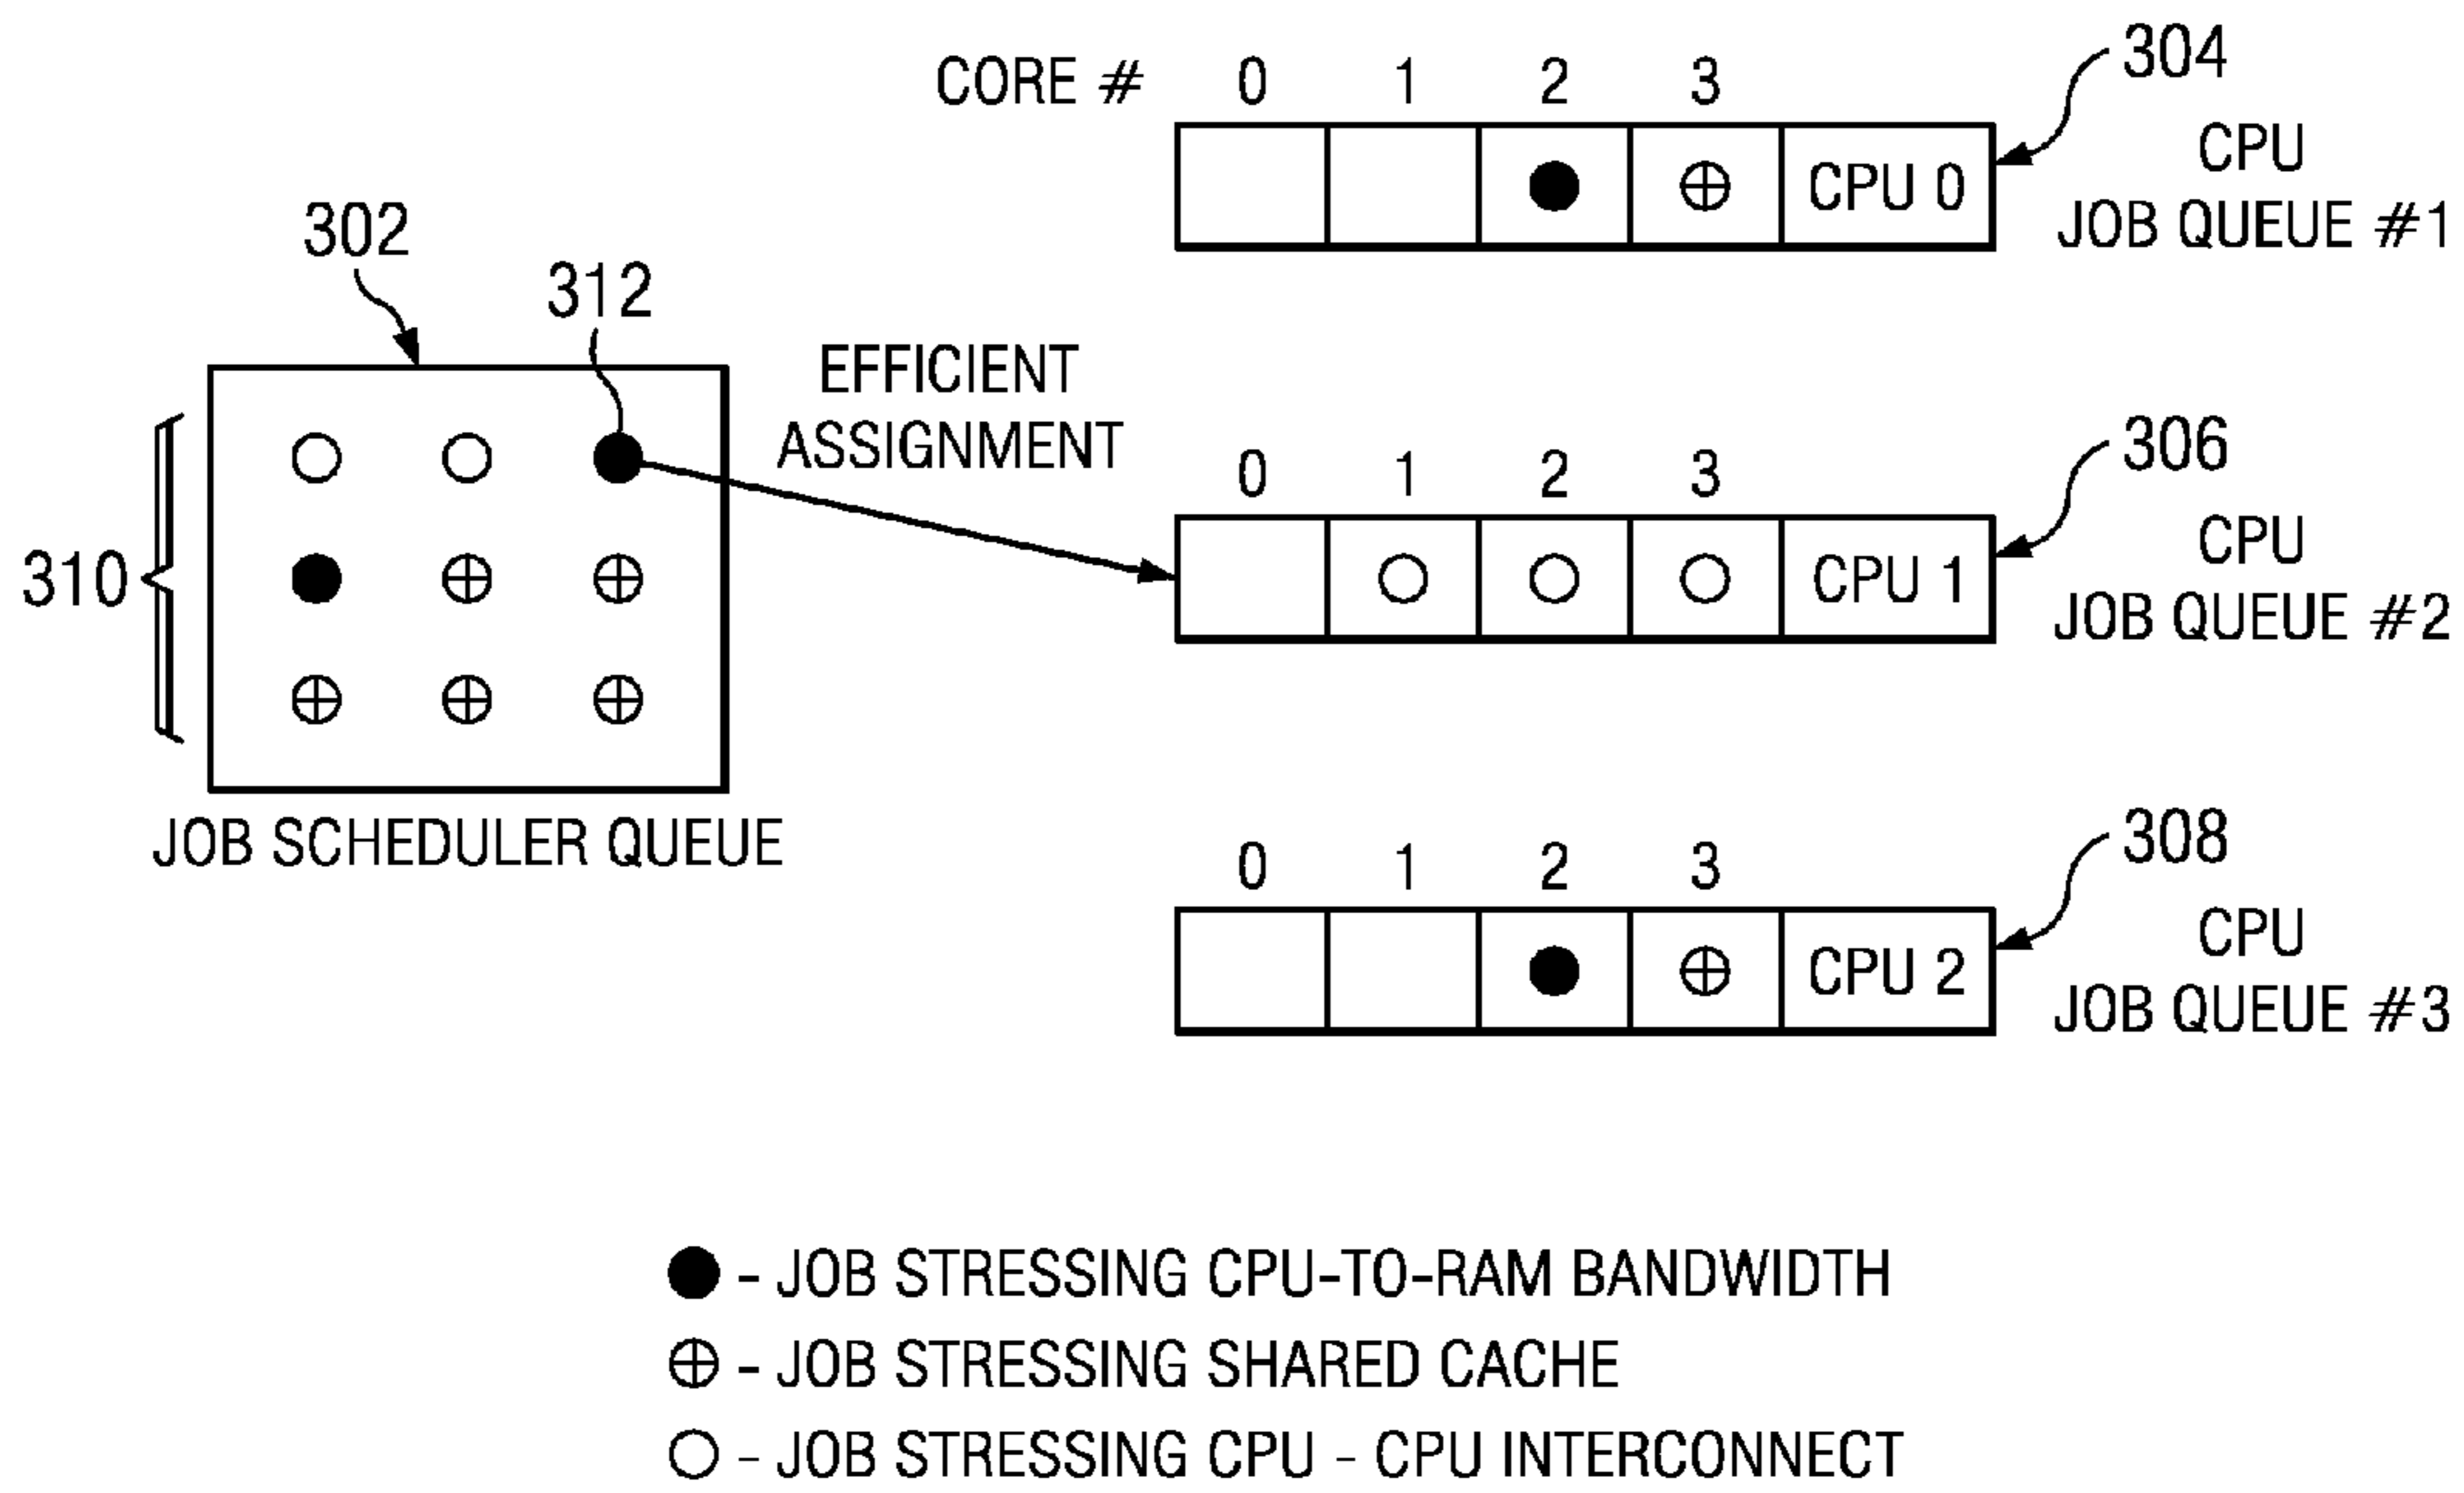 CORE # 0 1 2 3
304
CPU 0
CPU
JOB QUEUE #1
302
312
EFFICIENT
ASSIGNMENT
310
JOB SCHEDULER QUEUE
0 1 2 3
306
CPU 1
CPU
JOB QUEUE #2
0 1 2 3
308
CPU 2
CPU
JOB QUEUE #3
- JOB STRESSING CPU-TO-RAM BANDWIDTH
- JOB STRESSING SHARED CACHE
- JOB STRESSING CPU - CPU INTERCONNECT